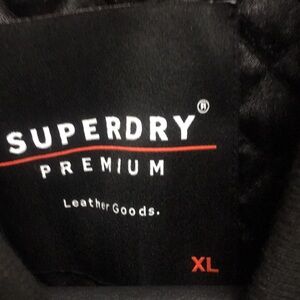 SUPERDRY®
PREMIUM
Leather Goods.
XL